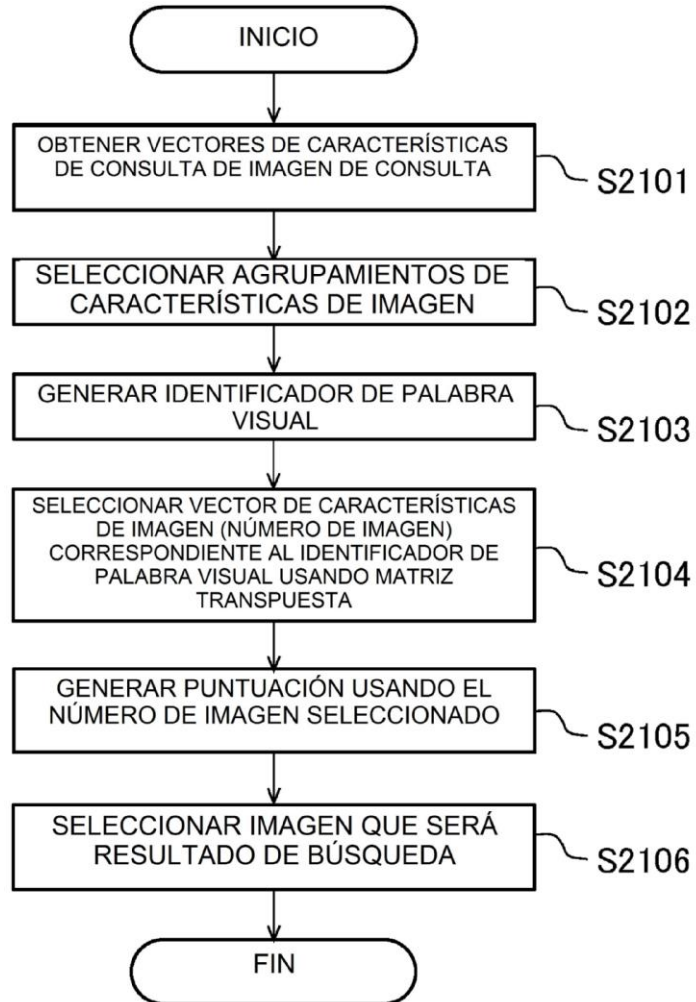 INICIO
OBTENER VECTORES DE CARACTERÍSTICAS
DE CONSULTA DE IMAGEN DE CONSULTA
S2101
SELECCIONAR AGRUPAMIENTOS DE
CARACTERÍSTICAS DE IMAGEN
S2102
GENERAR IDENTIFICADOR DE PALABRA
VISUAL
S2103
SELECCIONAR VECTOR DE CARACTERÍSTICAS
DE IMAGEN (NÚMERO DE IMAGEN)
CORRESPONDIENTE AL IDENTIFICADOR DE
PALABRA VISUAL USANDO MATRIZ
TRANSPUESTA
S2104
GENERAR PUNTUACIÓN USANDO EL
NÚMERO DE IMAGEN SELECCIONADO
S2105
SELECCIONAR IMAGEN QUE SERÁ
RESULTADO DE BÚSQUEDA
S2106
FIN